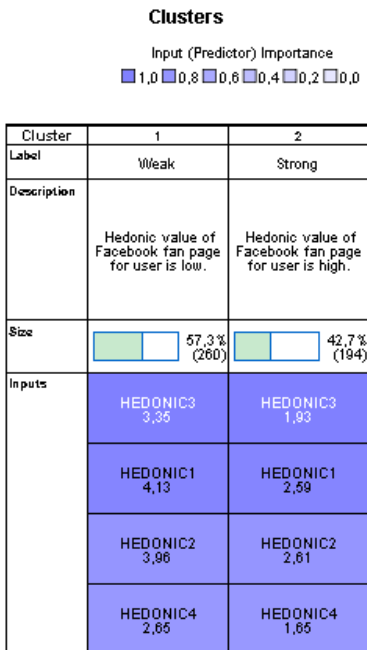 Clusters
Input (Predictor) Importance
1,0 0,8 0,6 0,4 0,2 0,0
Cluster 1 2
Label Weak Strong
Description
Hedonic value of Hedonic value of
Facebook fan page Facebook fan page
for user is low. for user is high.
Size 57,3% 42,7%
(260) (194)
Inputs
HEDONIC3 HEDONIC3
3,35 1,93
HEDONIC1 HEDONIC1
4,13 2,59
HEDONIC2 HEDONIC2
3,96 2,61
HEDONIC4 HEDONIC4
2,65 1,65